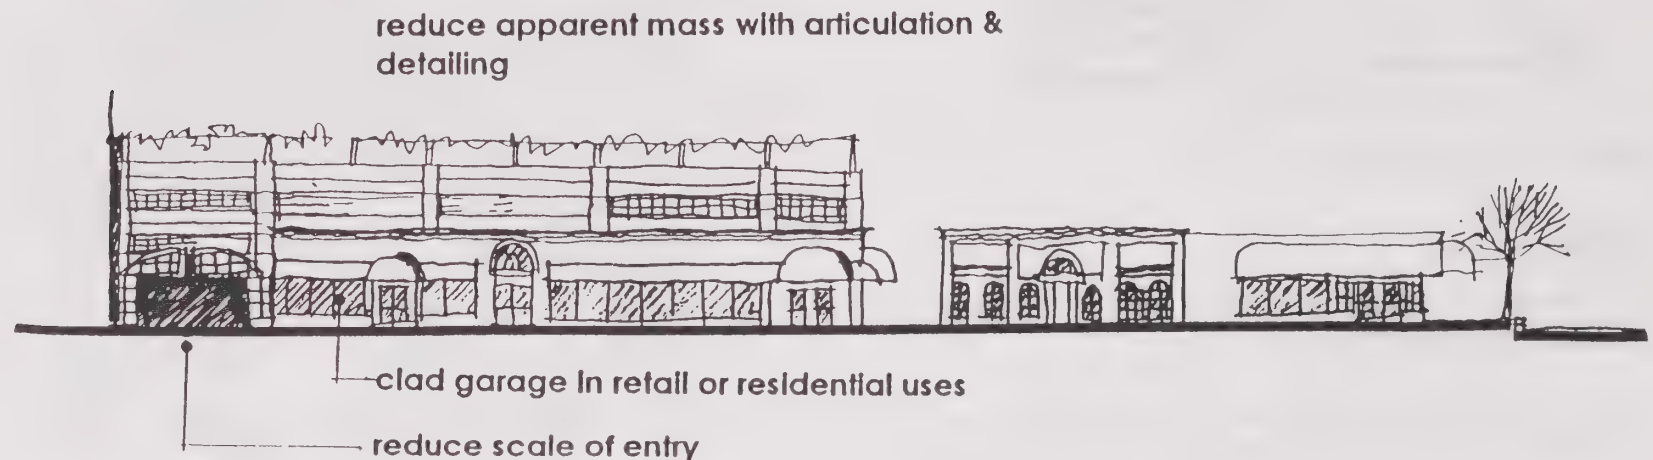 reduce apparent mass with articulation &
detailing
clad garage in retail or residential uses
reduce scale of entry